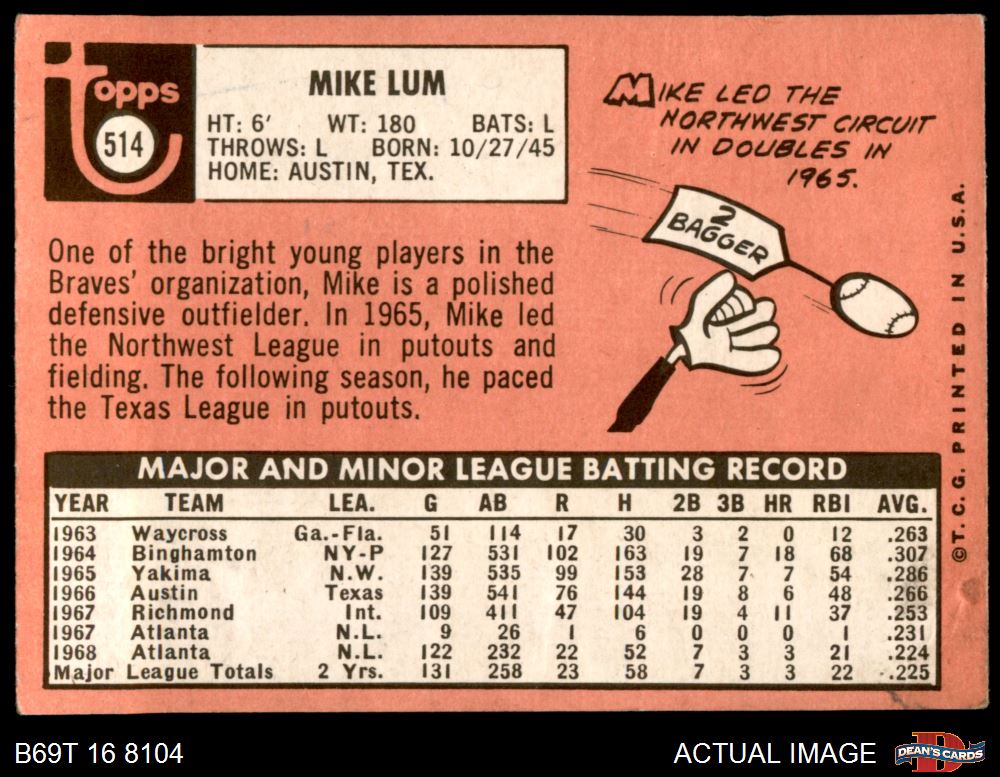 Topps
514
MIKE LUM
HT: 6' WT: 180 BATS: L
THROWS: L BORN: 10/27/45
HOME: AUSTIN, TEX.
One of the bright young players in the
Braves' organization, Mike is a polished
defensive outfielder. In 1965, Mike led
the Northwest League in putouts and
fielding. The following season, he paced
the Texas League in putouts.
MIKE LED THE
NORTHWEST CIRCUIT
IN DOUBLES IN
1965.
2
BAGGER
©T. C. G. PRINTED IN U.S.A.
MAJOR AND MINOR LEAGUE BATTING RECORD
YEAR TEAM LEA. G AB R H 2B 3B HR RBI AVG.
1963 Waycross Ga.-Fla. 51 114 17 30 3 2 0 12 .263
1964 Binghamton NY-P 127 531 102 163 19 7 18 68 .307
1965 Yakima N.W. 139 535 99 153 28 7 7 54 .286
1966 Austin Texas 139 541 76 144 19 8 6 48 .266
1967 Richmond Int. 109 411 47 104 19 4 11 37 .253
1967 Atlanta N.L. 9 26 1 6 0 0 0 1 .231
1968 Atlanta N.L. 122 232 22 52 7 3 3 21 .224
Major League Totals 2 Yrs. 131 258 23 58 7 3 3 22 .225
B69T 16 8104
ACTUAL IMAGE
DEAN'S CARDS